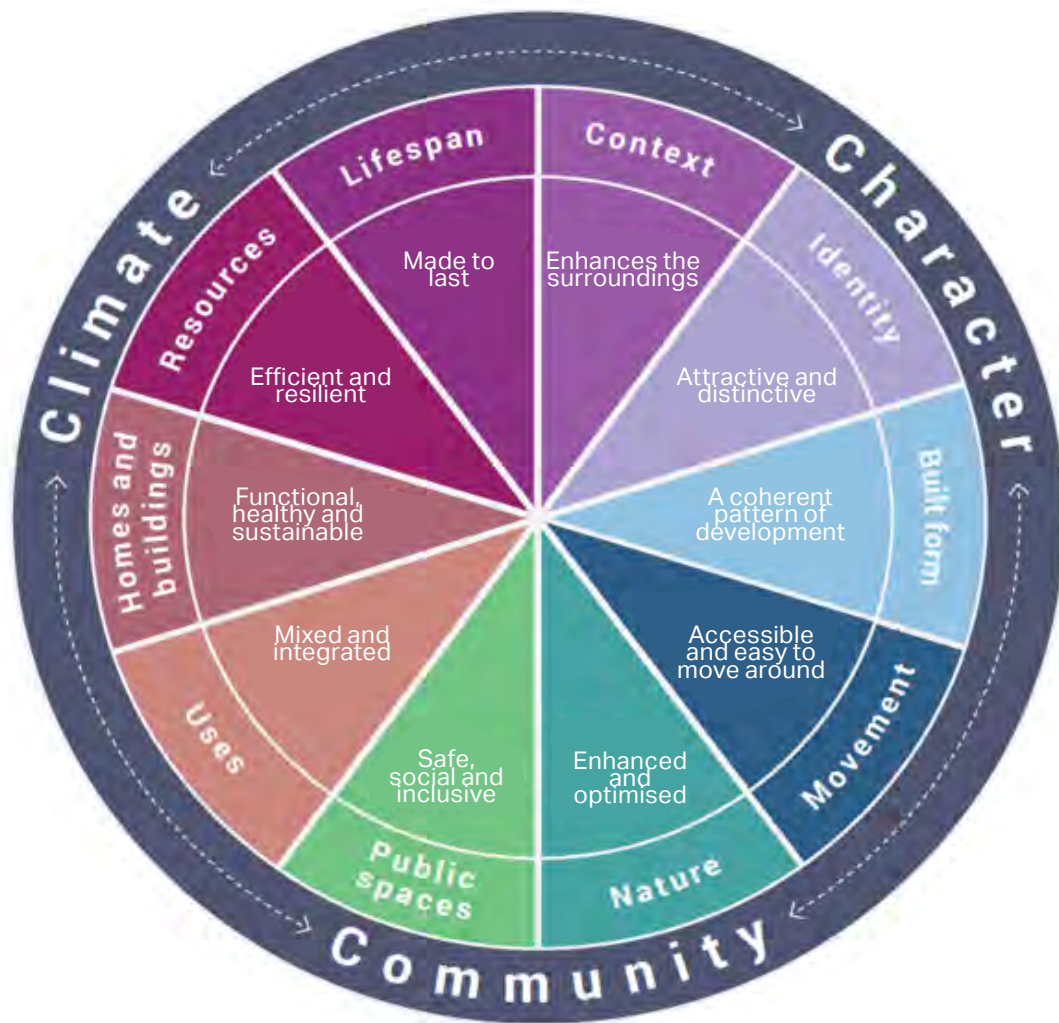 Climate
Character
Community
Lifespan
Made to
last
Context
Enhances the
surroundings
Identity
Attractive and
distinctive
Built form
A coherent
pattern of
development
Movement
Accessible
and easy to
move around
Nature
Enhanced
and
optimised
Public
spaces
Safe,
social and
inclusive
Uses
Mixed and
integrated
Homes and
buildings
Functional,
healthy and
sustainable
Resources
Efficient and
resilient